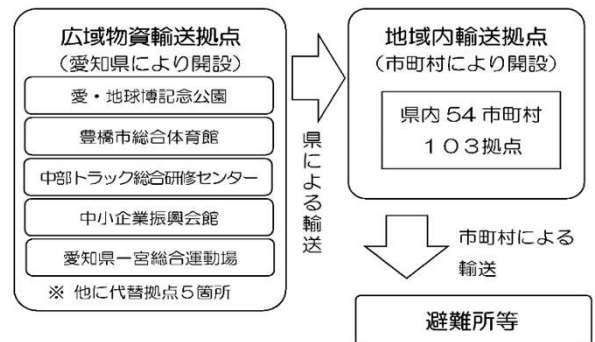 広域物資輸送拠点
（愛知県により開設）
愛・地球博記念公園
豊橋市総合体育館
中部トラック総合研修センター
中小企業振興会館
愛知県一宮総合運動場
※ 他に代替拠点５箇所
県による輸送
地域内輸送拠点
（市町村により開設）
県内 54 市町村
１０３拠点
市町村による
輸送
避難所等